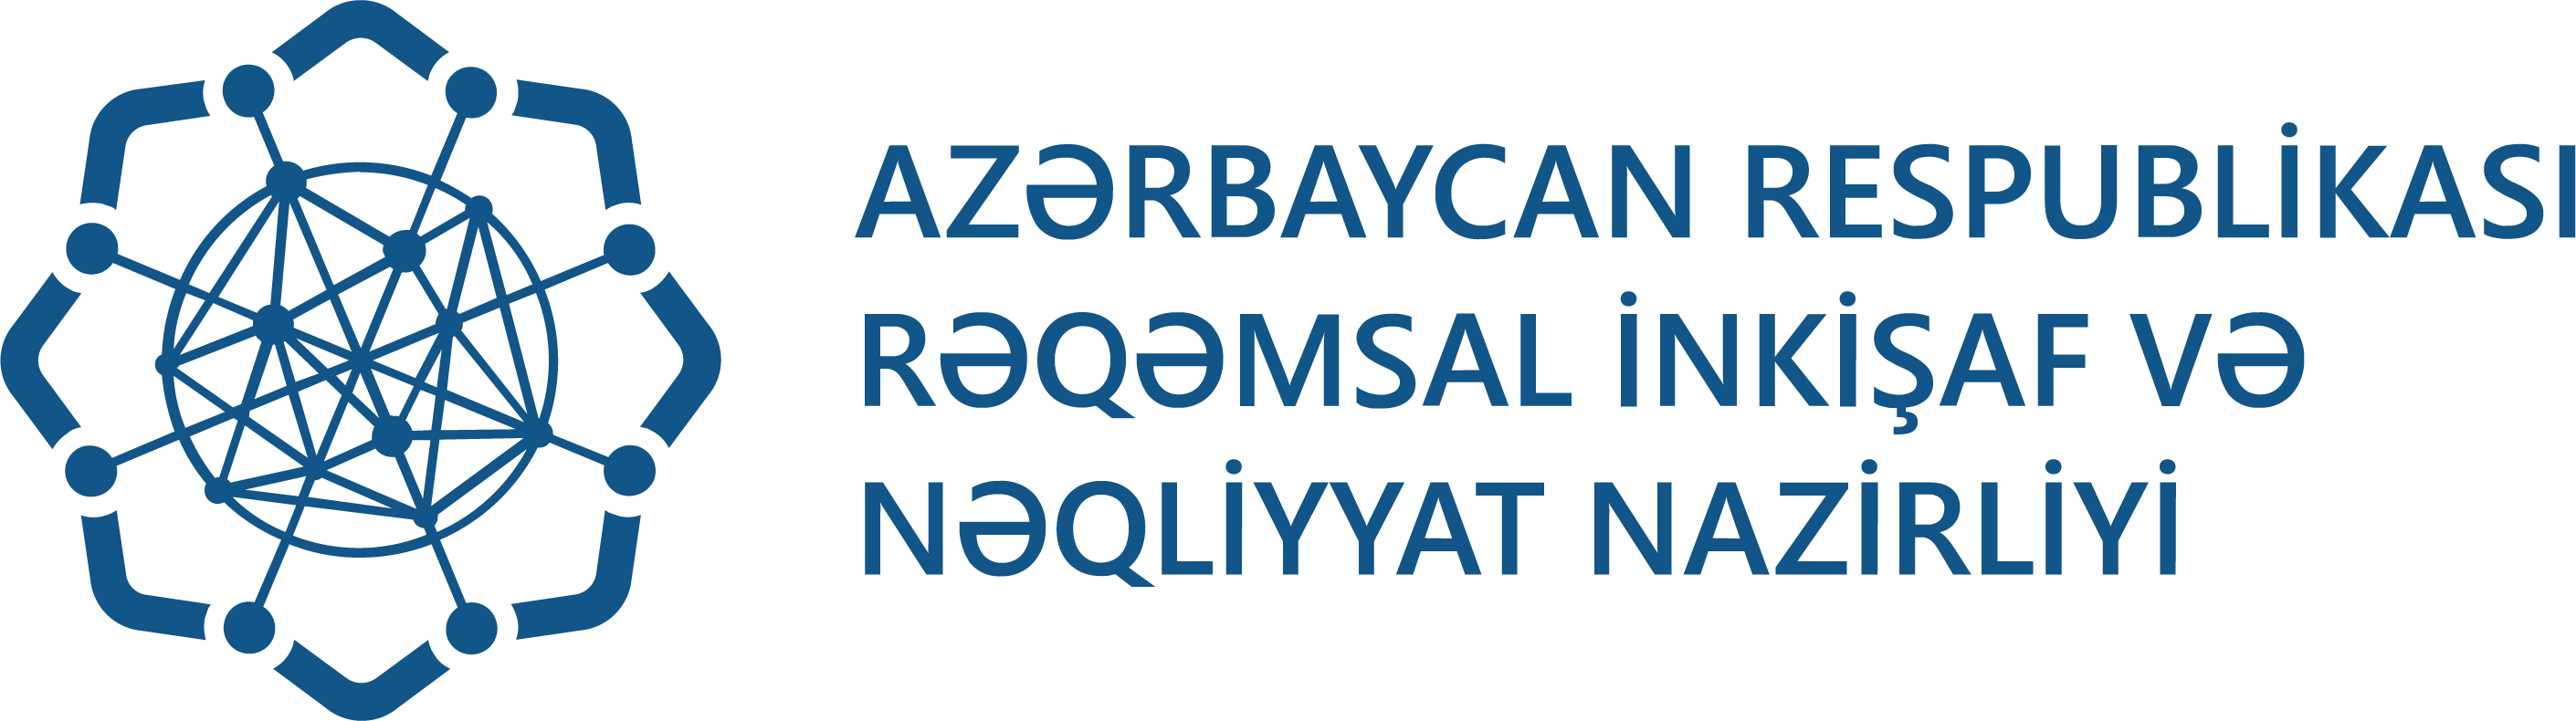 AZƏRBAYCAN RESPUBLİKASI
RƏQƏMSAL İNKİŞAF VƏ
NƏQLİYYAT NAZİRLİYİ